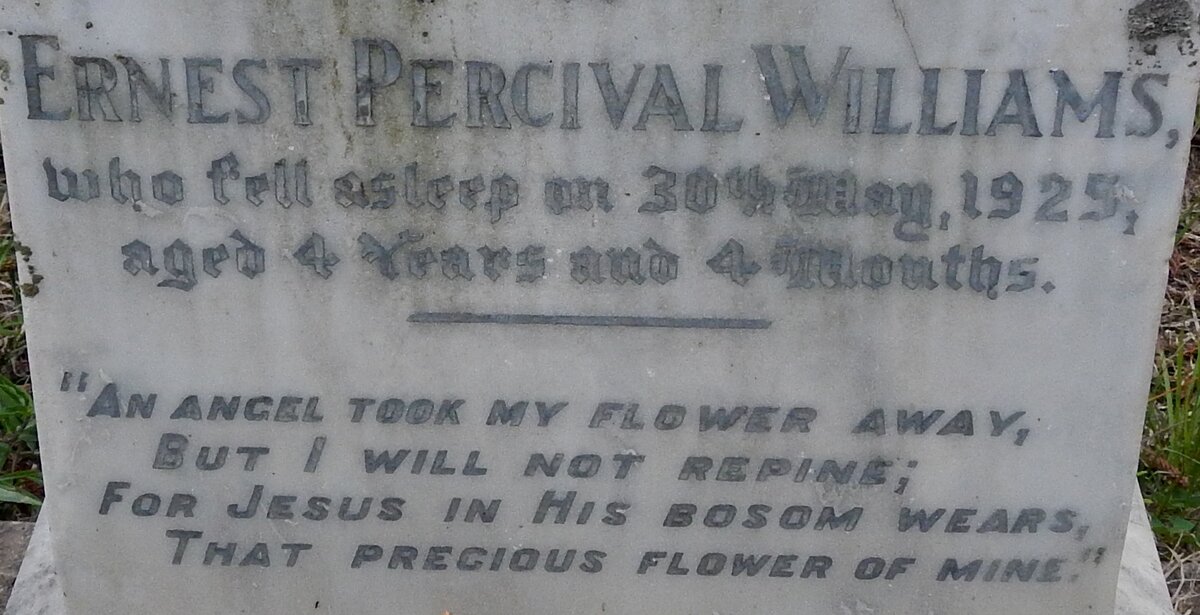 ERNEST PERCIVAL WILLIAMS,
who fell asleep on 30th May, 1925,
aged 4 Years and 4 Months.
"AN ANGEL TOOK MY FLOWER AWAY,
BUT I WILL NOT REPINE;
FOR JESUS IN HIS BOSOM WEARS,
THAT PRECIOUS FLOWER OF MINE."